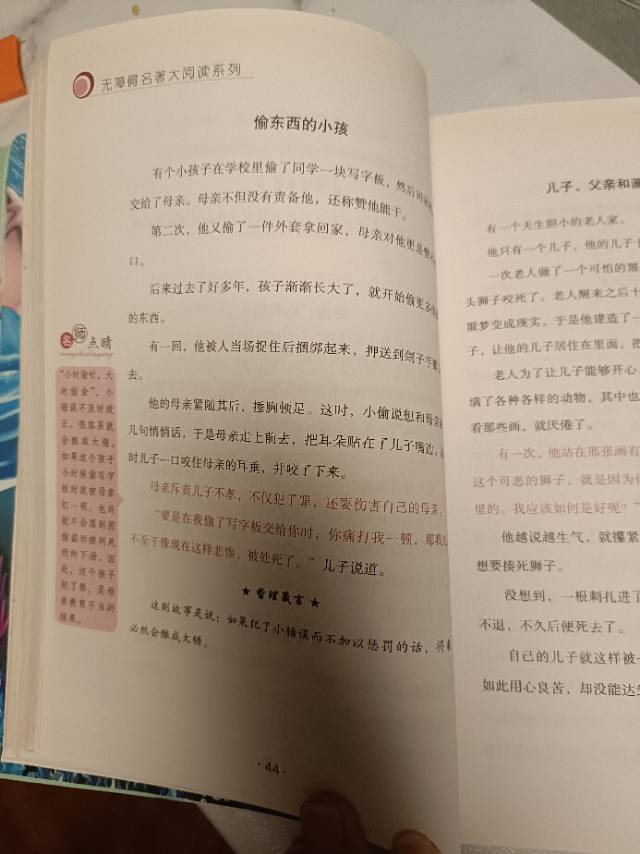 无障碍名著大阅读系列
偷东西的小孩
有个小孩子在学校里偷了同学一块写字板，然后
交给了母亲。母亲不但没有责备他，还称赞他能干。
第二次，他又偷了一件外套拿回家，母亲对他更是
口。
后来过去了好多年，孩子渐渐长大了，就开始偷更多
的东西。
有一回，他被人当场捉住后捆绑起来，押送到刽子手
去。
他的母亲紧随其后，捶胸顿足。这时，小偷说想和母亲
几句悄悄话，于是母亲走上前去，把耳朵贴在了儿子嘴边，
时儿子一口咬住母亲的耳垂，并咬了下来。
母亲斥责儿子不孝，不仅犯了罪，还要伤害自己的母亲。
“要是在我偷了写字板交给你时，你痛打我一顿，那我
不至于像现在这样悲惨，被处死了。”儿子说道。
★哲理箴言★
这则故事是说：如果犯了小错误而不加以惩罚的话，将
必然会酿成大错。
名师点睛
“小时偷针，大
时偷金”，小
错误不及时改
正，很容易就
会酿成大错。
如果这个孩子
小时候偷写字
板时就被母亲
打一顿，也许
就不会落到因
偷盗而被判死
刑的下场。因
此，这个孩子
犯了罪，是母
亲教育不当的
结果。
·44·
儿子、父亲和画
有一个天生胆小的老人家。
他只有一个儿子，他的儿子
一次老人做了一个可怕的噩
头狮子咬死了。老人醒来之后十
噩梦变成现实，于是他建造了一
子，让他的儿子居住在里面，把
老人为了让儿子能够开心，
满了各种各样的动物，其中也
看那些画，就厌倦了。
有一次，他站在那张画有
这个可恶的狮子，就是因为你
里的。我应该如何是好呢？”
他越说越生气，就攥紧
想要揍死狮子。
没想到，一根刺扎进了
不退，不久后便死去了。
自己的儿子就这样被一
如此用心良苦，却没能达